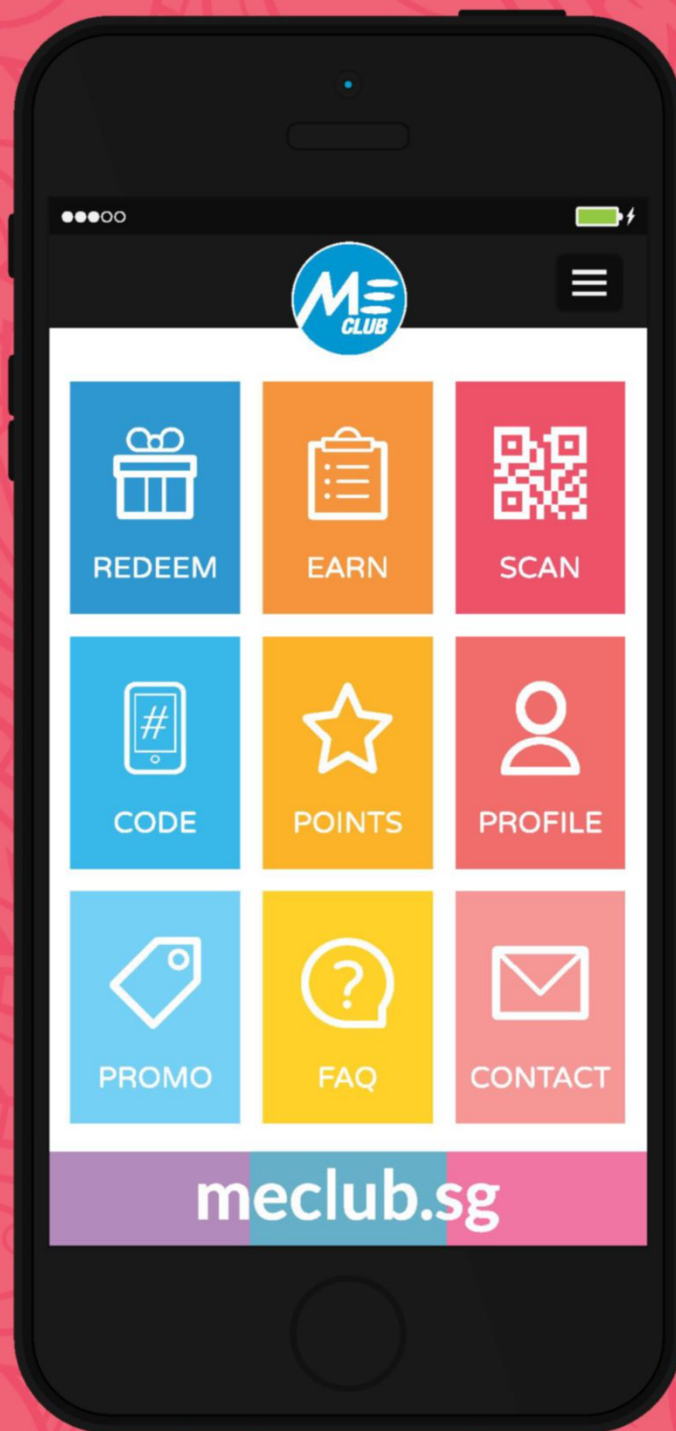 ME
CLUB
REDEEM
EARN
SCAN
#
CODE
POINTS
PROFILE
PROMO
?
FAQ
CONTACT
meclub.sg